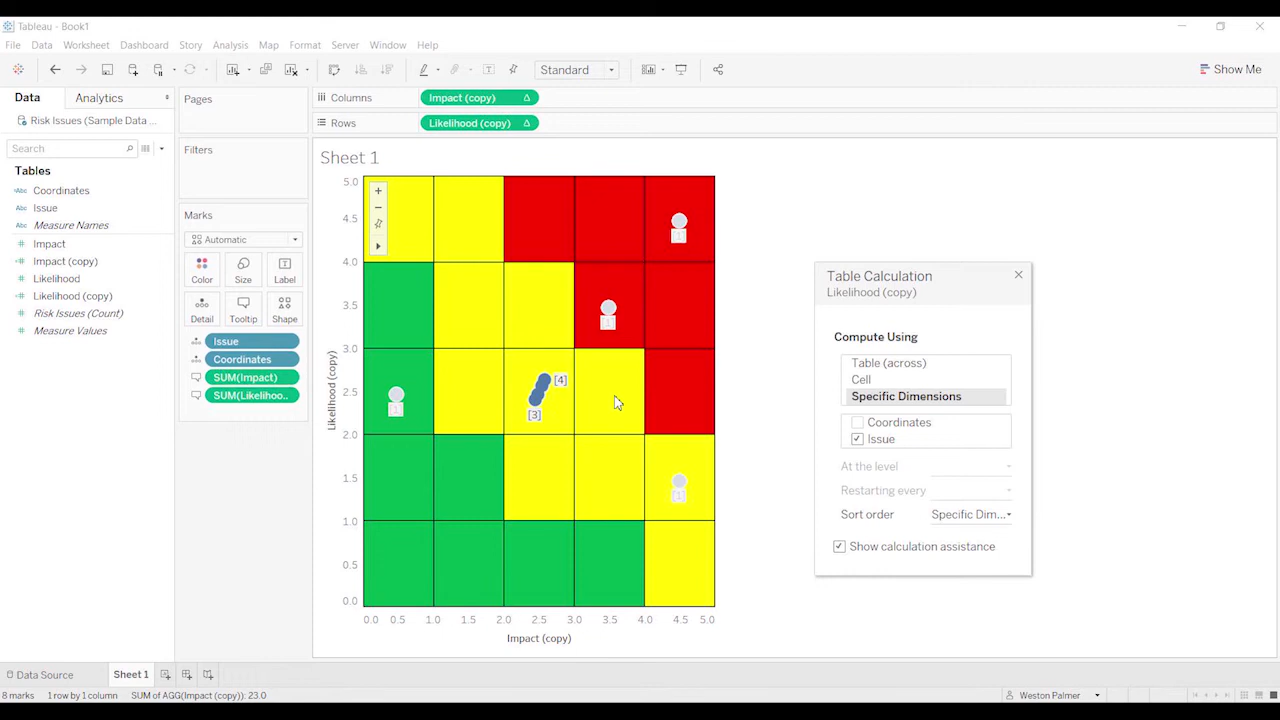 Tableau - Book1
File Data Worksheet Dashboard Story Analysis Map Format Server Window Help
Standard
Show Me
Data Analytics
Risk Issues (Sample Data ...
Search
Tables
Coordinates
Issue
Measure Names
Impact
Impact (copy)
Likelihood
Likelihood (copy)
Risk Issues (Count)
Measure Values
Pages
Filters
Marks
Automatic
Color Size Label
Detail Tooltip Shape
Issue
Coordinates
SUM(Impact)
SUM(Likelihoo..
Columns Impact (copy) Δ
Rows Likelihood (copy) Δ
Sheet 1
5.0
4.5
4.0
3.5
3.0
2.5
2.0
1.5
1.0
0.5
0.0
Likelihood (copy)
[1]
[1]
[1]
[4]
[3]
[1]
0.0 0.5 1.0 1.5 2.0 2.5 3.0 3.5 4.0 4.5 5.0
Impact (copy)
Table Calculation
Likelihood (copy)
Compute Using
Table (across)
Cell
Specific Dimensions
Coordinates
Issue
At the level
Restarting every
Sort order Specific Dim...
Show calculation assistance
Data Source Sheet 1
8 marks 1 row by 1 column SUM of AGG(Impact (copy)): 23.0
Weston Palmer